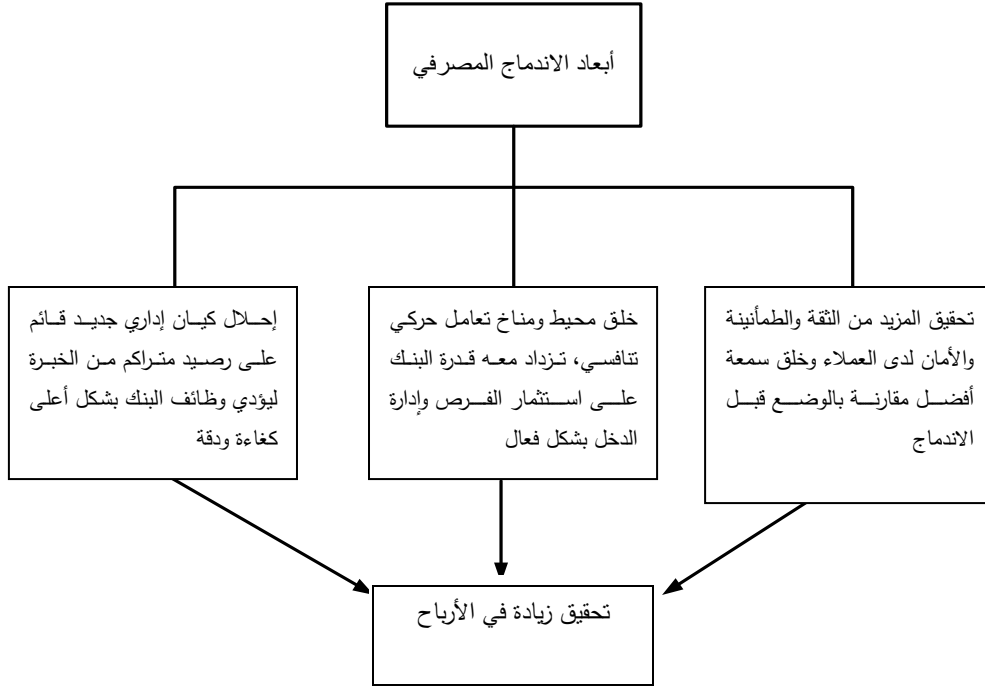 أبعاد الاندماج المصرفي
تحقيق المزيد من الثقة والطمأنينة
والأمان لدى العملاء وخلق سمعة
أفضل مقارنة بالوضع قبل
الاندماج
خلق محيط ومناخ تعامل حركي
تنافسي، تزداد معه قدرة البنك
على استثمار الفرص وإدارة
الدخل بشكل فعال
إحلال كيان إداري جديد قائم
على رصيد متراكم من الخبرة
ليؤدي وظائف البنك بشكل أعلى
كغاءة ودقة
تحقيق زيادة في الأرباح